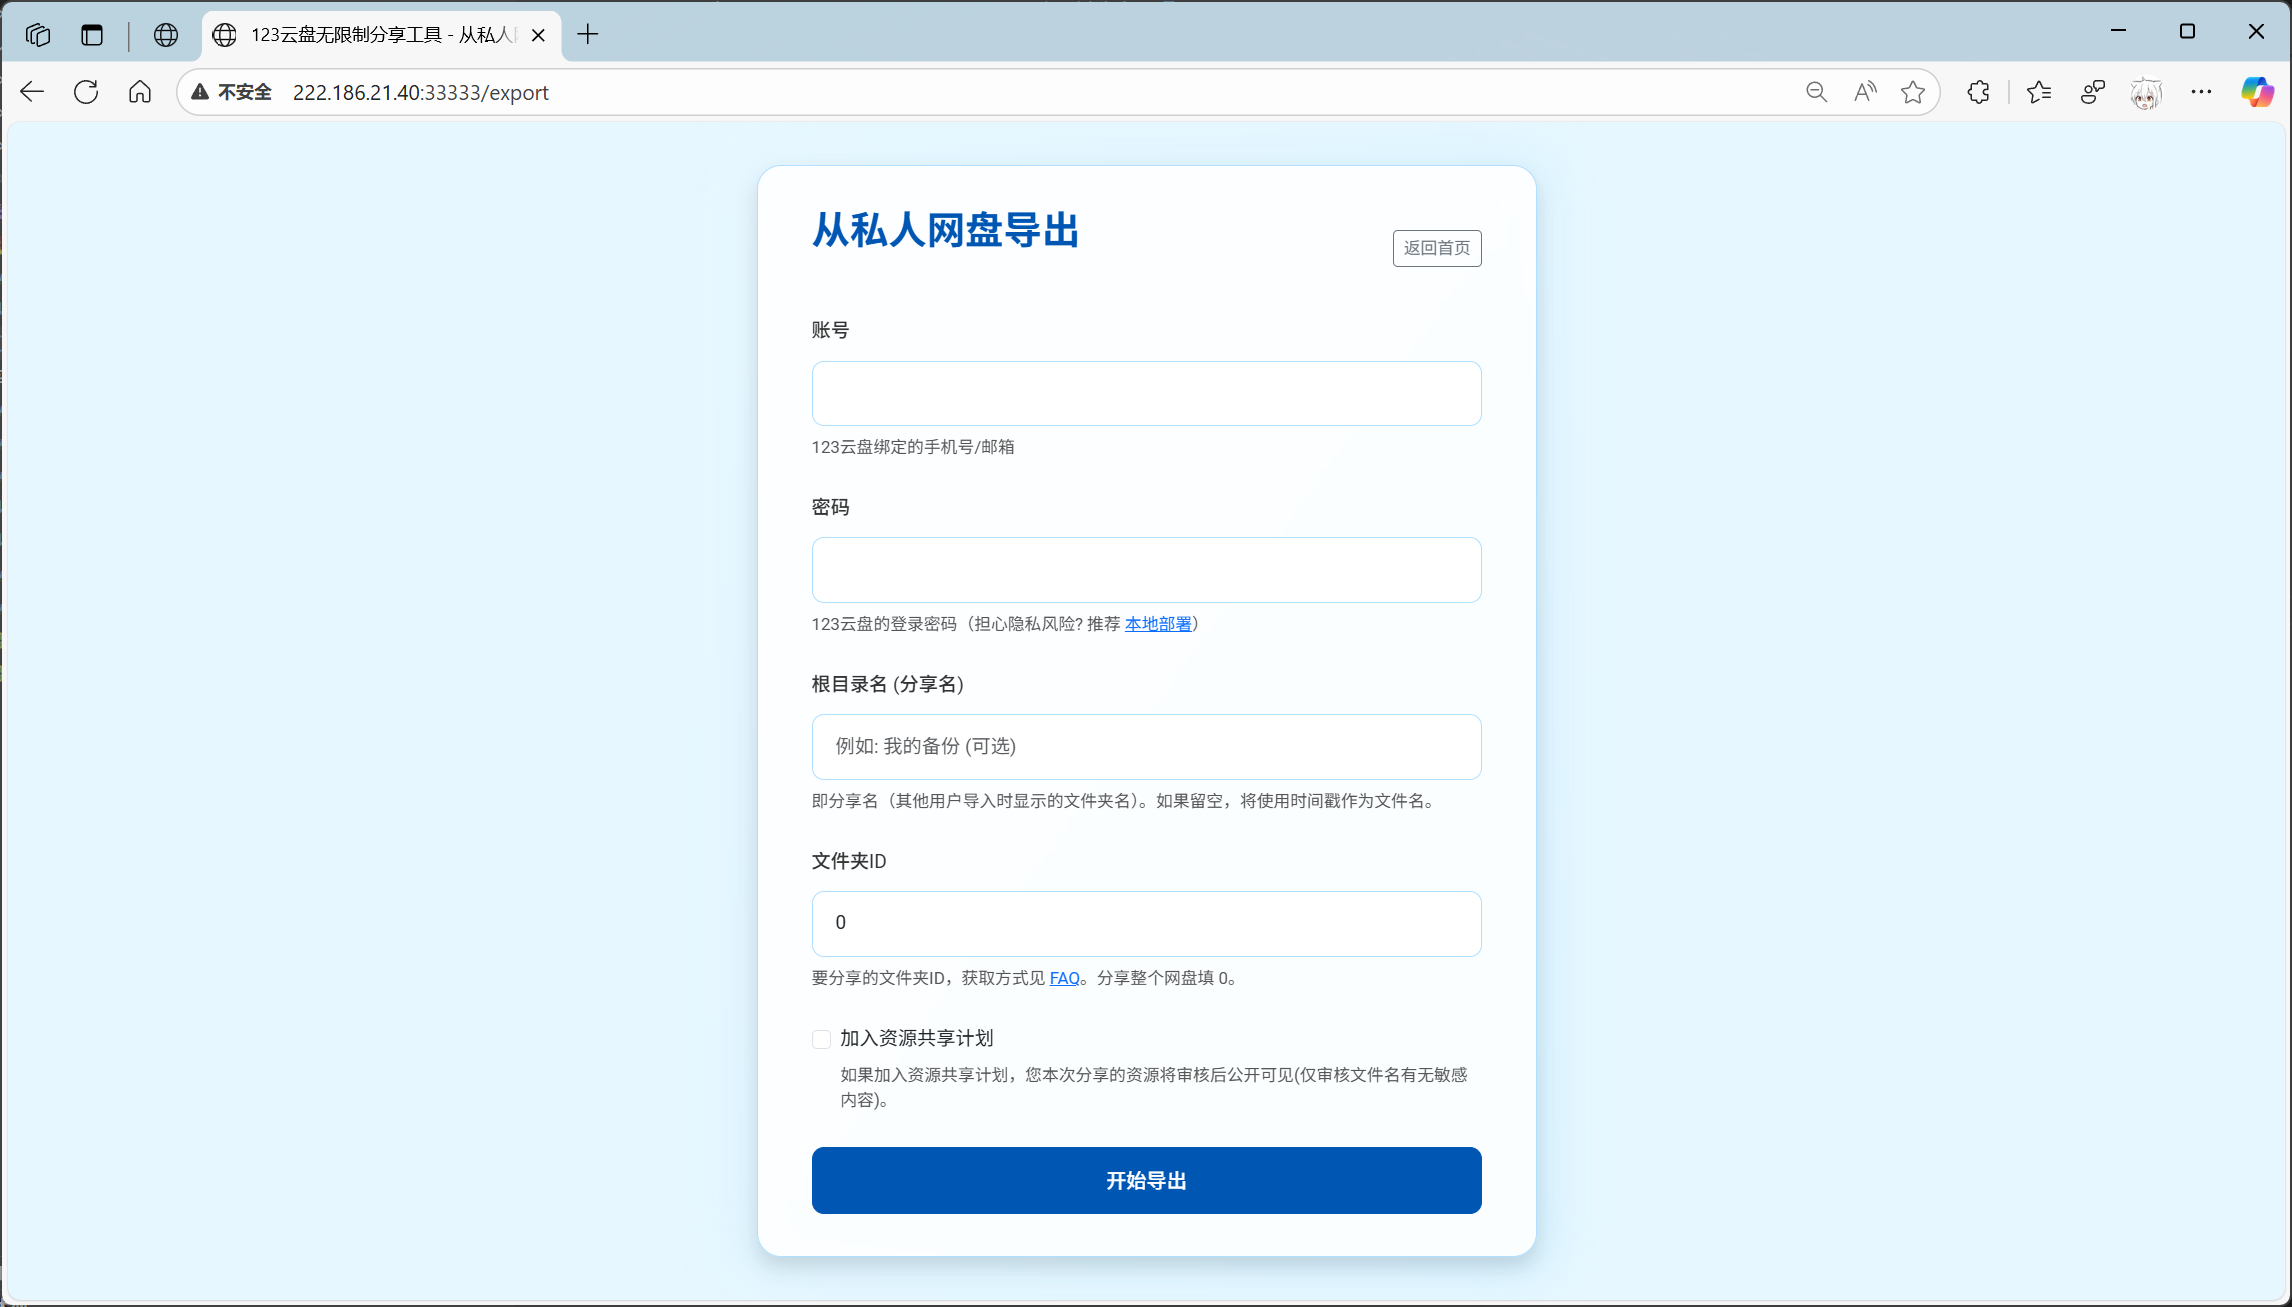 123云盘无限制分享工具 - 从私人
不安全 222.186.21.40:33333/export
从私人网盘导出
返回首页
账号
123云盘绑定的手机号/邮箱
密码
123云盘的登录密码（担心隐私风险? 推荐 本地部署）
根目录名 (分享名)
例如: 我的备份 (可选)
即分享名（其他用户导入时显示的文件夹名）。如果留空，将使用时间戳作为文件名。
文件夹ID
0
要分享的文件夹ID，获取方式见 FAQ。分享整个网盘填 0。
加入资源共享计划
如果加入资源共享计划，您本次分享的资源将审核后公开可见(仅审核文件名有无敏感
内容)。
开始导出